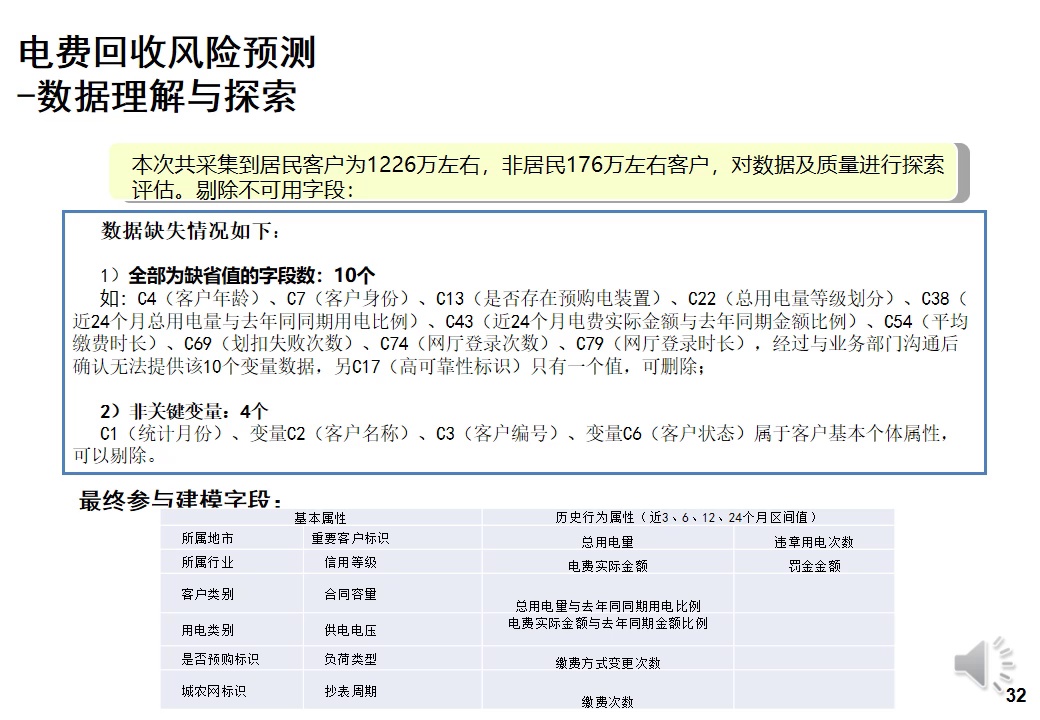 电费回收风险预测
-数据理解与探索
本次共采集到居民客户为1226万左右，非居民176万左右客户，对数据及质量进行探索
评估。剔除不可用字段：
数据缺失情况如下：
1）全部为缺省值的字段数：10个
如：C4（客户年龄）、C7（客户身份）、C13（是否存在预购电装置）、C22（总用电量等级划分）、C38（
近24个月总用电量与去年同同期用电比例）、C43（近24个月电费实际金额与去年同期金额比例）、C54（平均
缴费时长）、C69（划扣失败次数）、C74（网厅登录次数）、C79（网厅登录时长），经过与业务部门沟通后
确认无法提供该10个变量数据，另C17（高可靠性标识）只有一个值，可删除；
2）非关键变量：4个
C1（统计月份）、变量C2（客户名称）、C3（客户编号）、变量C6（客户状态）属于客户基本个体属性，
可以剔除。
最终参与建模字段：
基本属性 历史行为属性（近3、6、12、24个月区间值）
所属地市 重要客户标识 总用电量 违章用电次数
所属行业 信用等级 电费实际金额 罚金金额
客户类别 合同容量 总用电量与去年同同期用电比例
用电类别 供电电压 电费实际金额与去年同期金额比例
是否预购标识 负荷类型 缴费方式变更次数
城农网标识 抄表周期 缴费次数
32